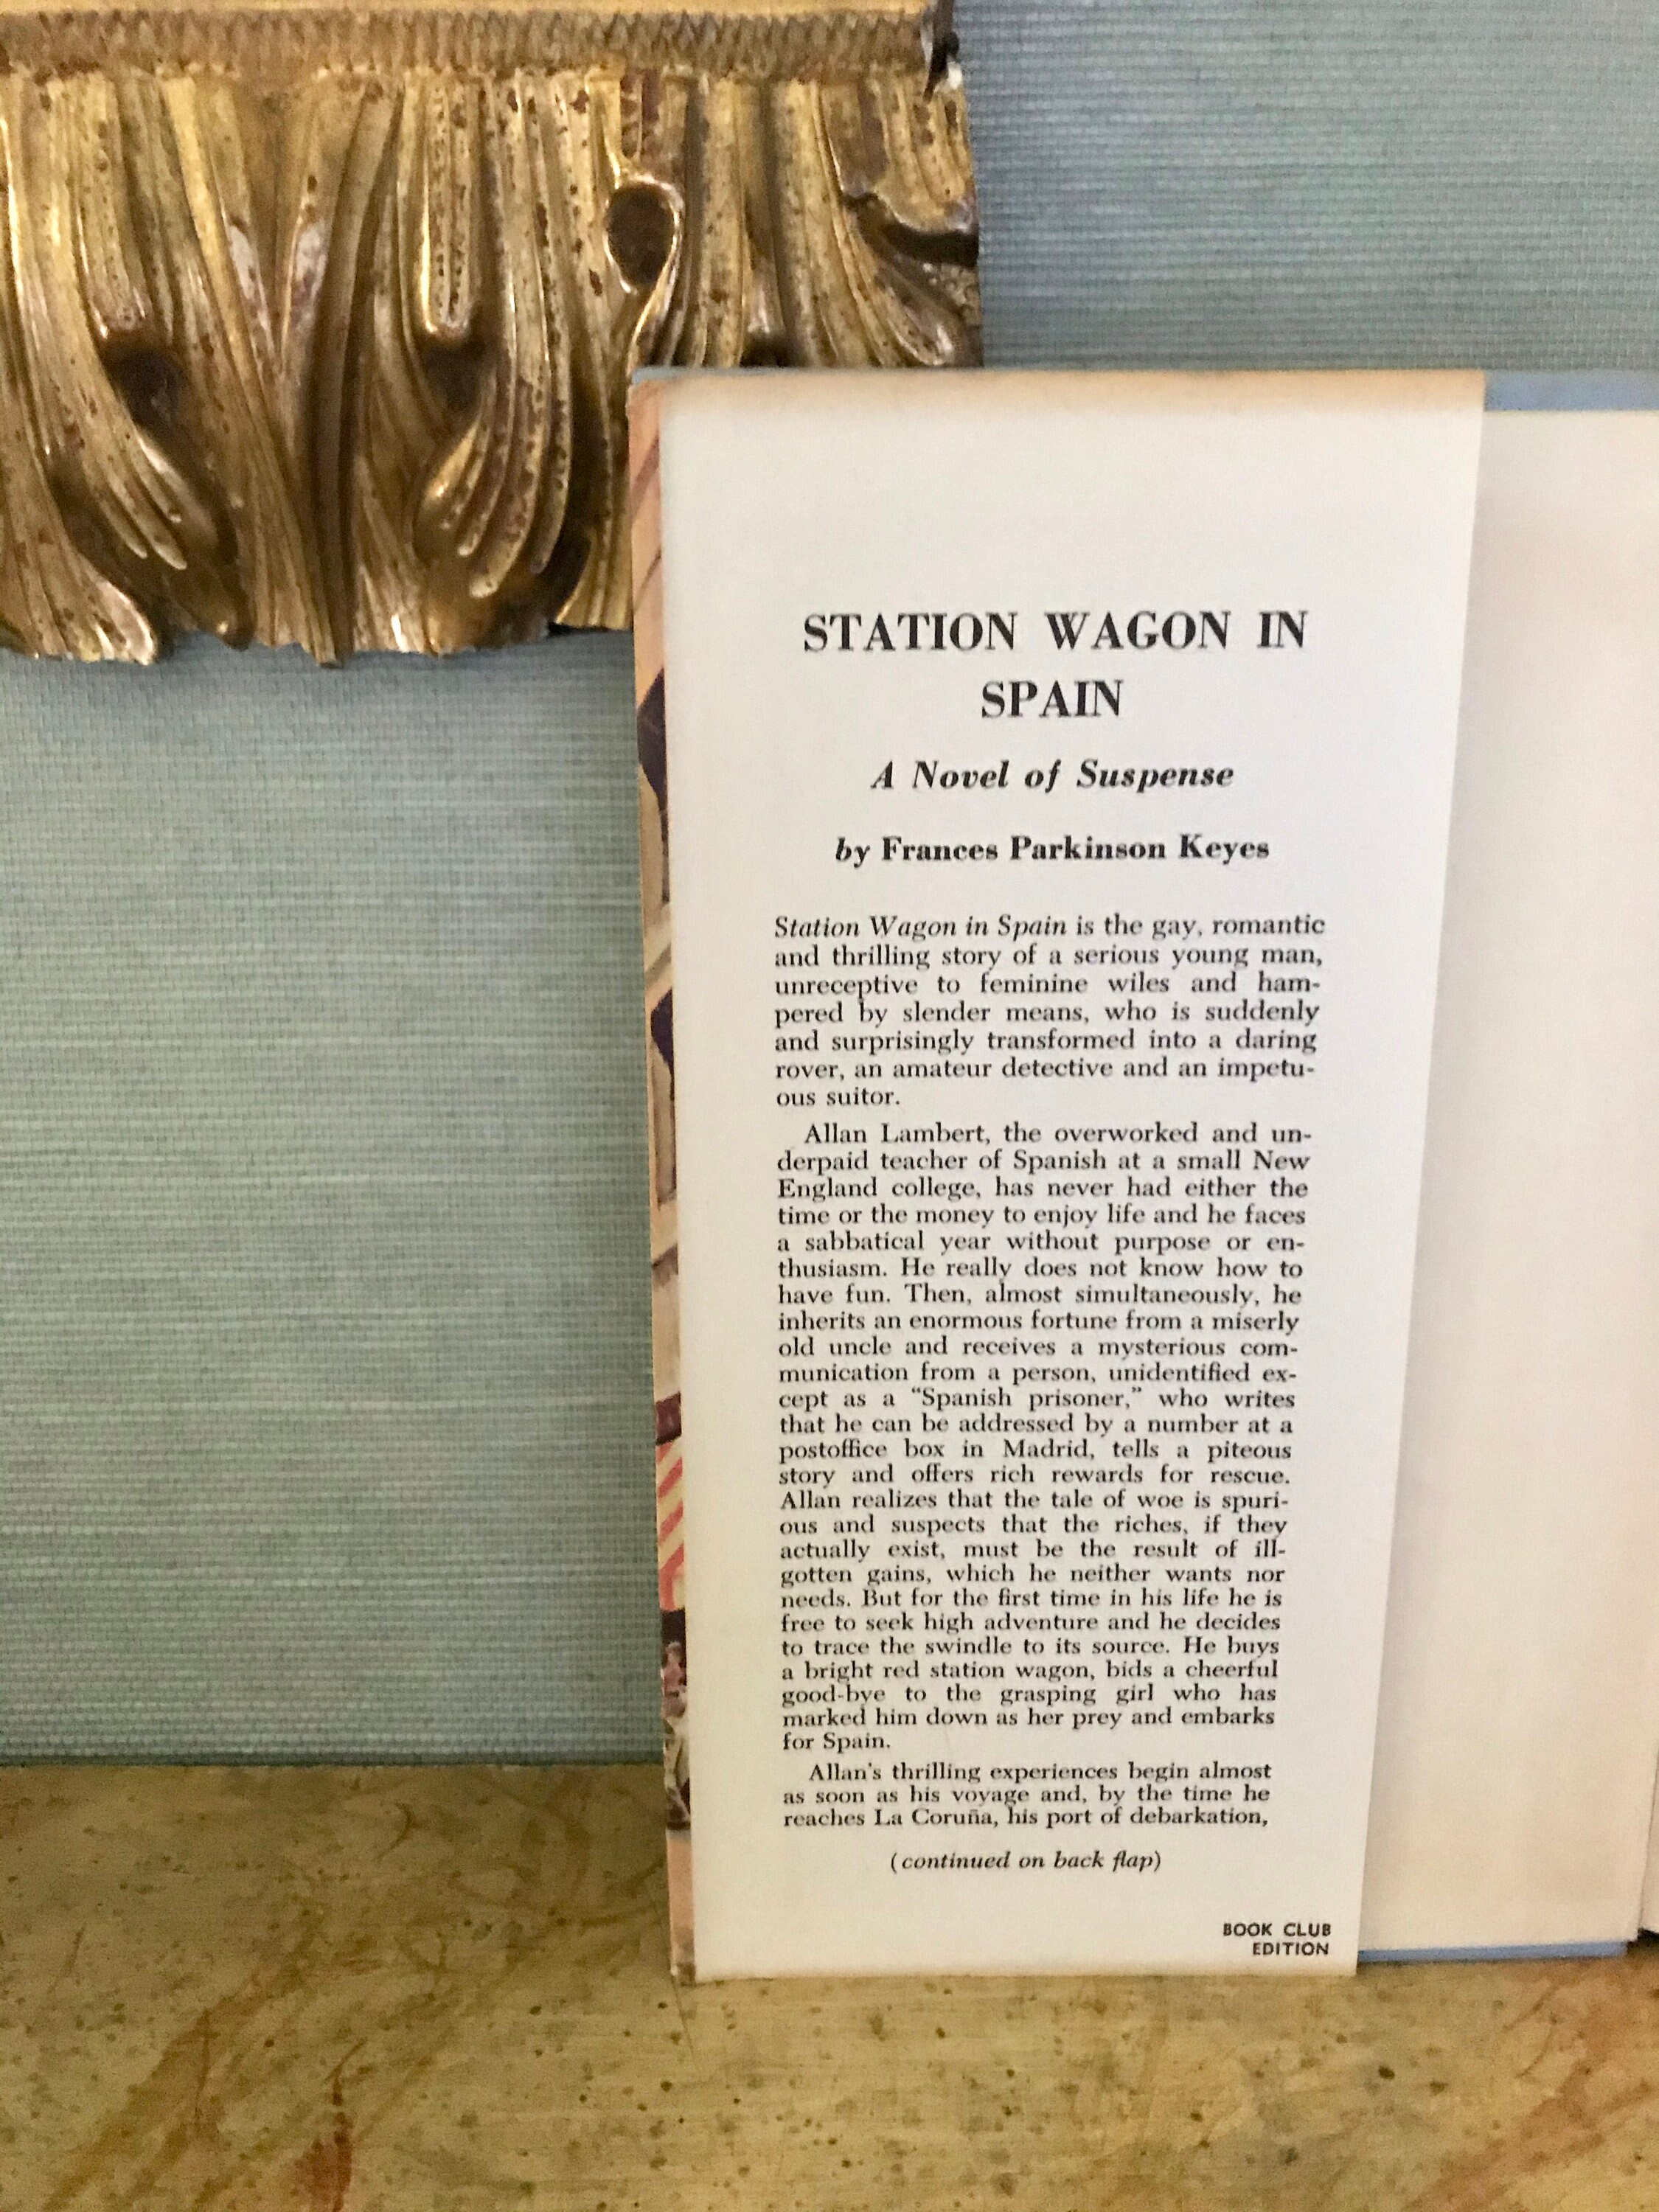 STATION WAGON IN
SPAIN
A Novel of Suspense
by Frances Parkinson Keyes
Station Wagon in Spain is the gay, romantic
and thrilling story of a serious young man,
unreceptive to feminine wiles and ham-
pered by slender means, who is suddenly
and surprisingly transformed into a daring
rover, an amateur detective and an impetu-
ous suitor.
Allan Lambert, the overworked and un-
derpaid teacher of Spanish at a small New
England college, has never had either the
time or the money to enjoy life and he faces
a sabbatical year without purpose or en-
thusiasm. He really does not know how to
have fun. Then, almost simultaneously, he
inherits an enormous fortune from a miserly
old uncle and receives a mysterious com-
munication from a person, unidentified ex-
cept as a “Spanish prisoner,” who writes
that he can be addressed by a number at a
postoffice box in Madrid, tells a piteous
story and offers rich rewards for rescue.
Allan realizes that the tale of woe is spuri-
ous and suspects that the riches, if they
actually exist, must be the result of ill-
gotten gains, which he neither wants nor
needs. But for the first time in his life he is
free to seek high adventure and he decides
to trace the swindle to its source. He buys
a bright red station wagon, bids a cheerful
good-bye to the grasping girl who has
marked him down as her prey and embarks
for Spain.
Allan's thrilling experiences begin almost
as soon as his voyage and, by the time he
reaches La Coruña, his port of debarkation,
(continued on back flap)
BOOK CLUB
EDITION